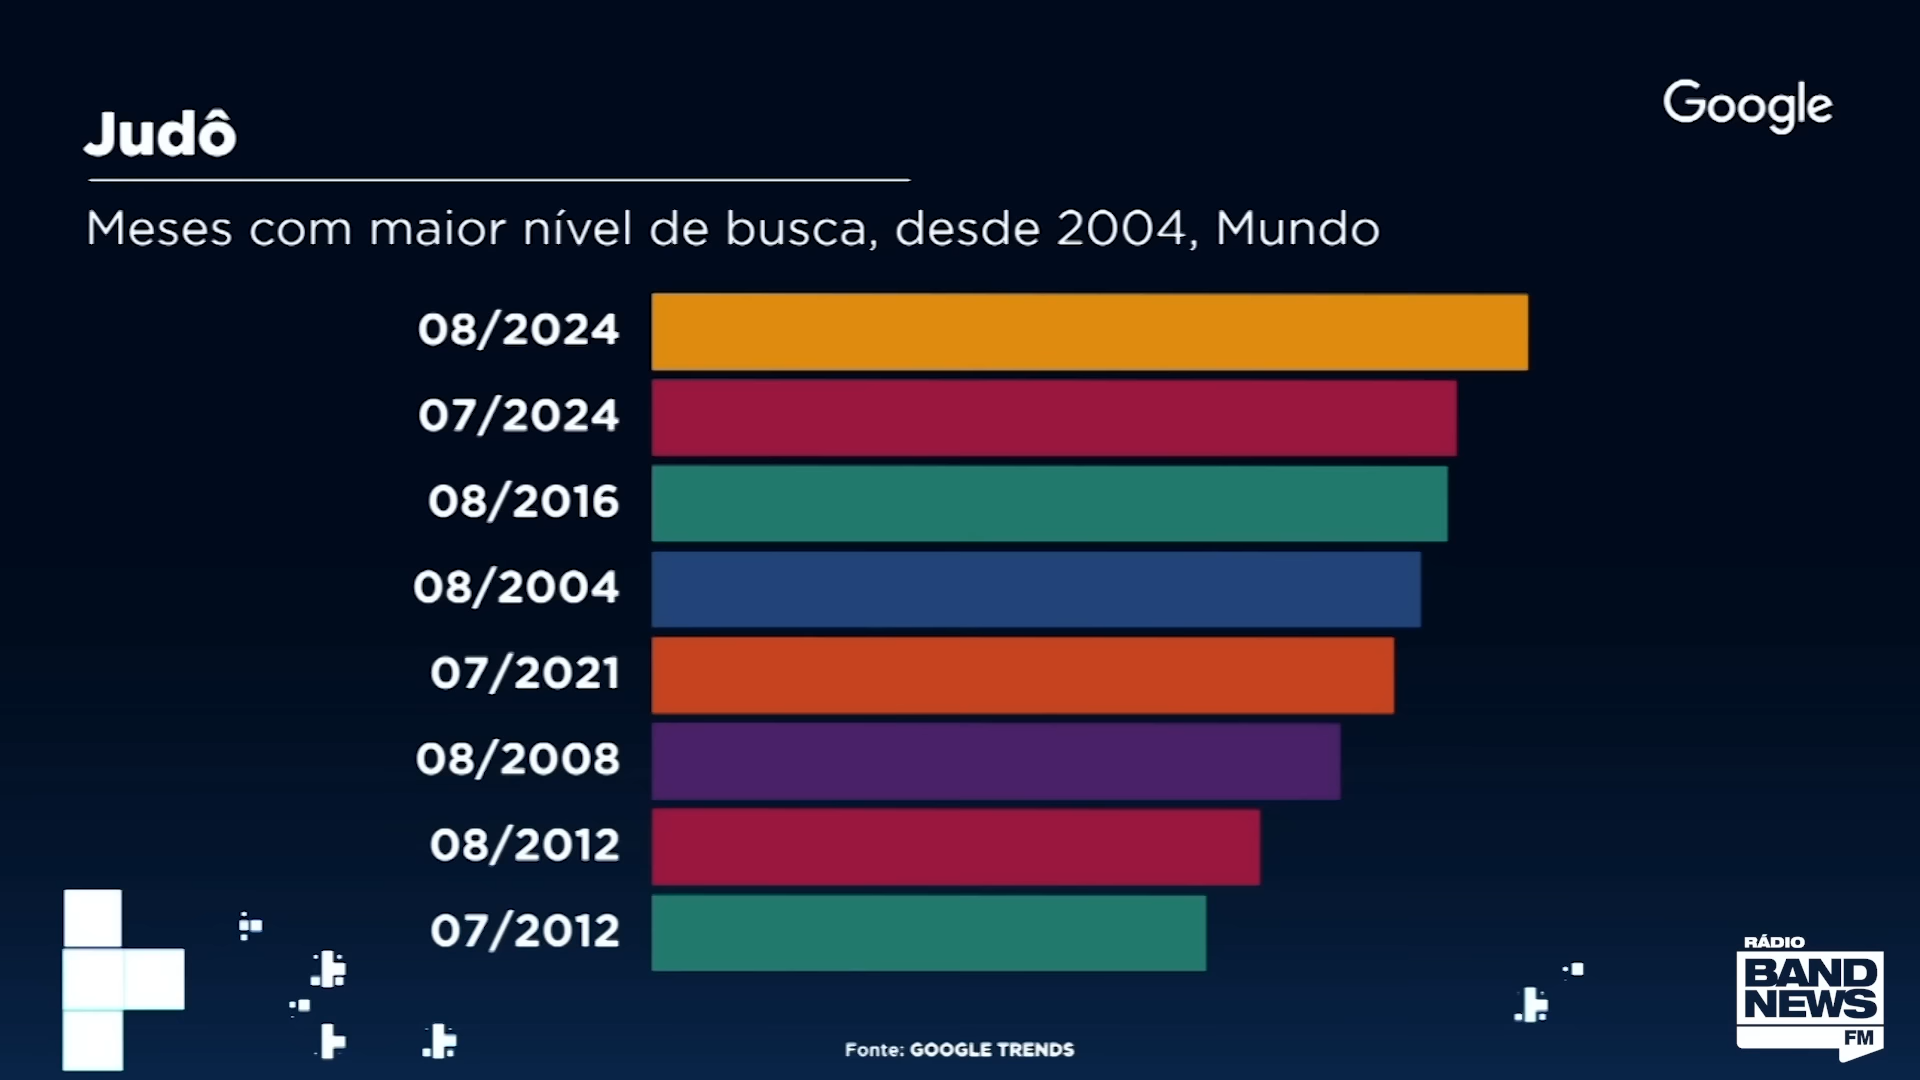 Google
Judô
Meses com maior nível de busca, desde 2004, Mundo
08/2024
07/2024
08/2016
08/2004
07/2021
08/2008
08/2012
07/2012
Fonte: GOOGLE TRENDS
RÁDIO
BAND
NEWS
FM